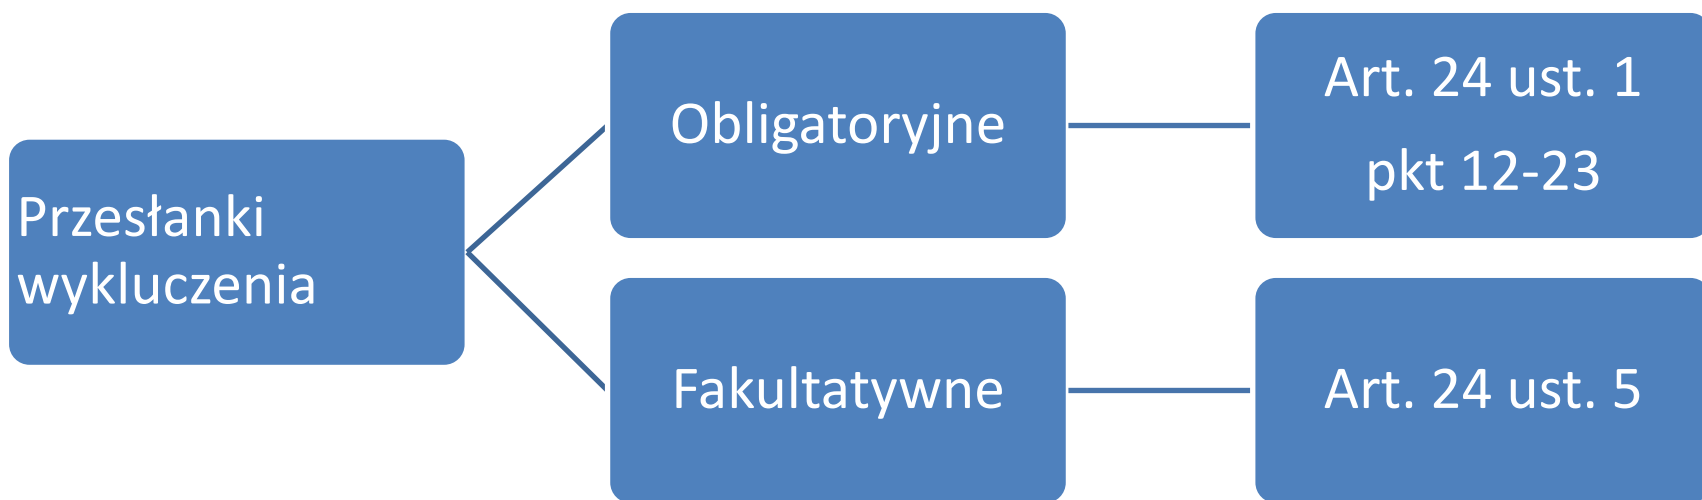 Przesłanki
wykluczenia
Obligatoryjne
Art. 24 ust. 1
pkt 12-23
Fakultatywne
Art. 24 ust. 5